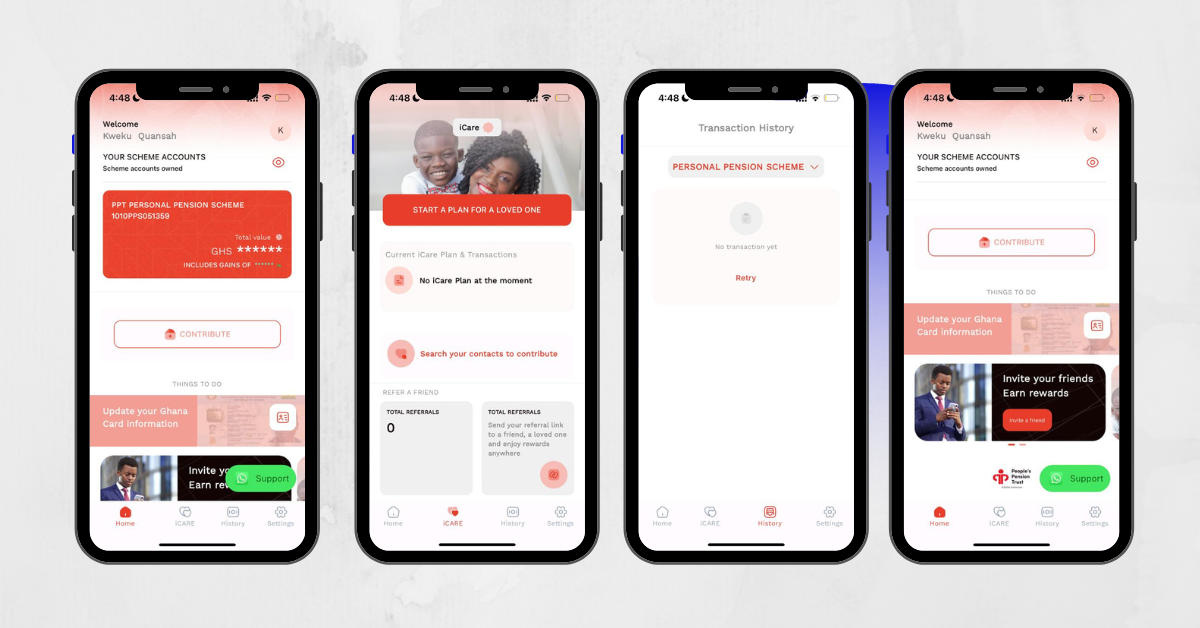 4:48
Welcome
Kweku Quansah
K
YOUR SCHEME ACCOUNTS
Scheme accounts owned
PPT PERSONAL PENSION SCHEME
1010PPS051359
Total value
GHS ******
INCLUDES GAINS OF ******
CONTRIBUTE
THINGS TO DO
Update your Ghana
Card information
Invite yo
Earn rew
Support
Home
iCARE
History
Settings
4:48
iCare
START A PLAN FOR A LOVED ONE
Current iCare Plan & Transactions
No iCare Plan at the moment
Search your contacts to contribute
REFER A FRIEND
TOTAL REFERRALS
0
TOTAL REFERRALS
Send your referral link
to a friend, a loved one
and enjoy rewards
anywhere
Home
iCARE
History
Settings
4:48
Transaction History
PERSONAL PENSION SCHEME
No transaction yet
Retry
Home
iCARE
History
Settings
4:48
Welcome
Kweku Quansah
K
YOUR SCHEME ACCOUNTS
Scheme accounts owned
CONTRIBUTE
THINGS TO DO
Update your Ghana
Card information
Invite your friends
Earn rewards
Invite a friend
People's
Pension
Trust
Support
Home
iCARE
History
Settings